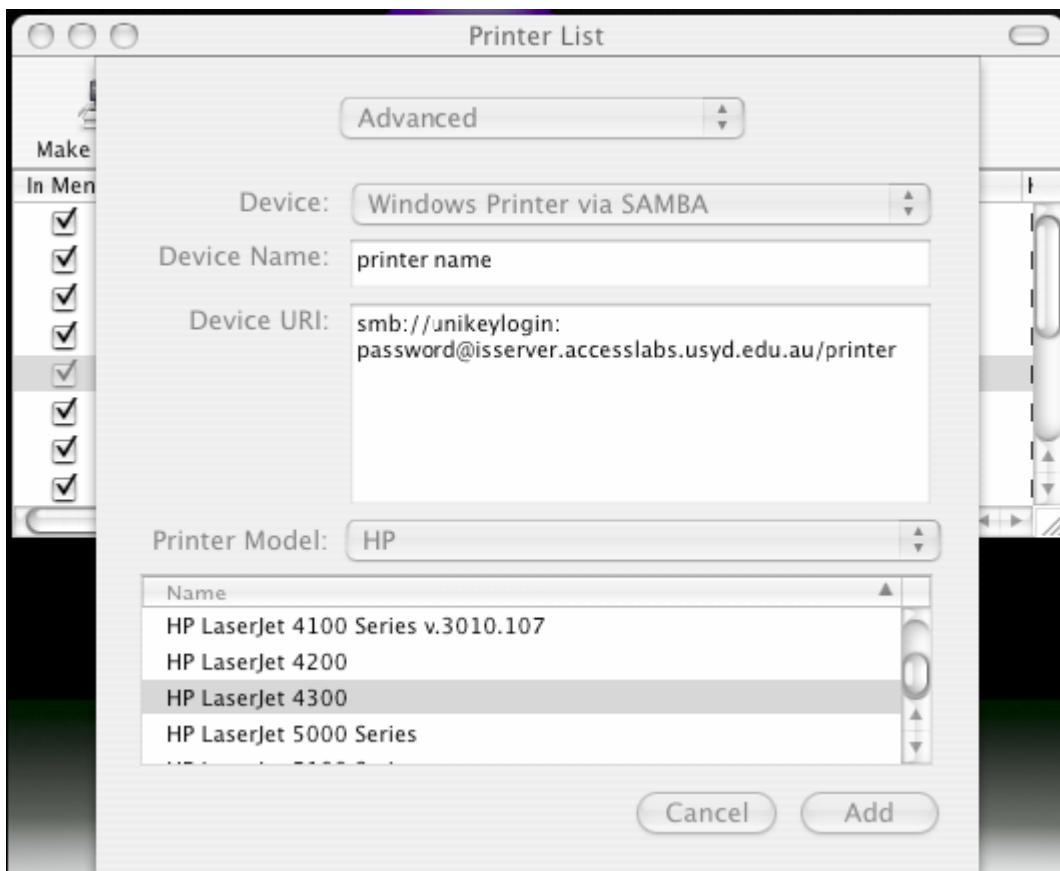 Printer List
Advanced
Make
In Men
Device: Windows Printer via SAMBA
Device Name: printer name
Device URI: smb://unikeylogin:
password@isserver.accesslabs.usyd.edu.au/printer
Printer Model: HP
Name
HP LaserJet 4100 Series v.3010.107
HP LaserJet 4200
HP LaserJet 4300
HP LaserJet 5000 Series
Cancel Add